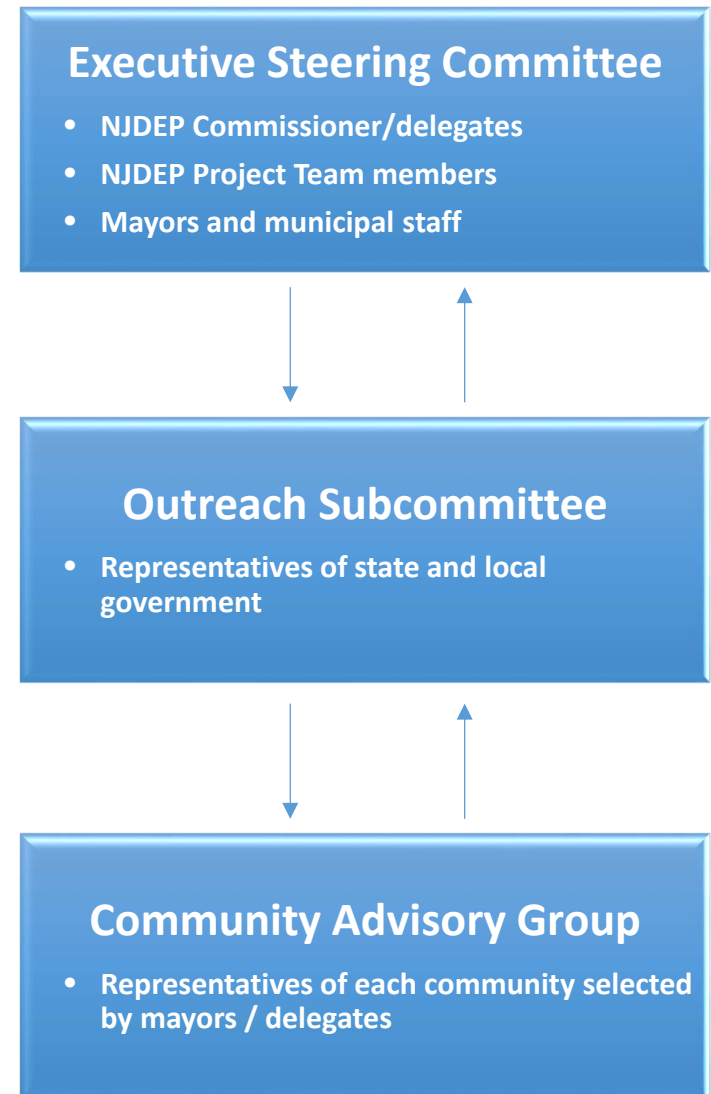 Executive Steering Committee
• NJDEP Commissioner/delegates
• NJDEP Project Team members
• Mayors and municipal staff
Outreach Subcommittee
• Representatives of state and local
government
Community Advisory Group
• Representatives of each community selected
by mayors / delegates